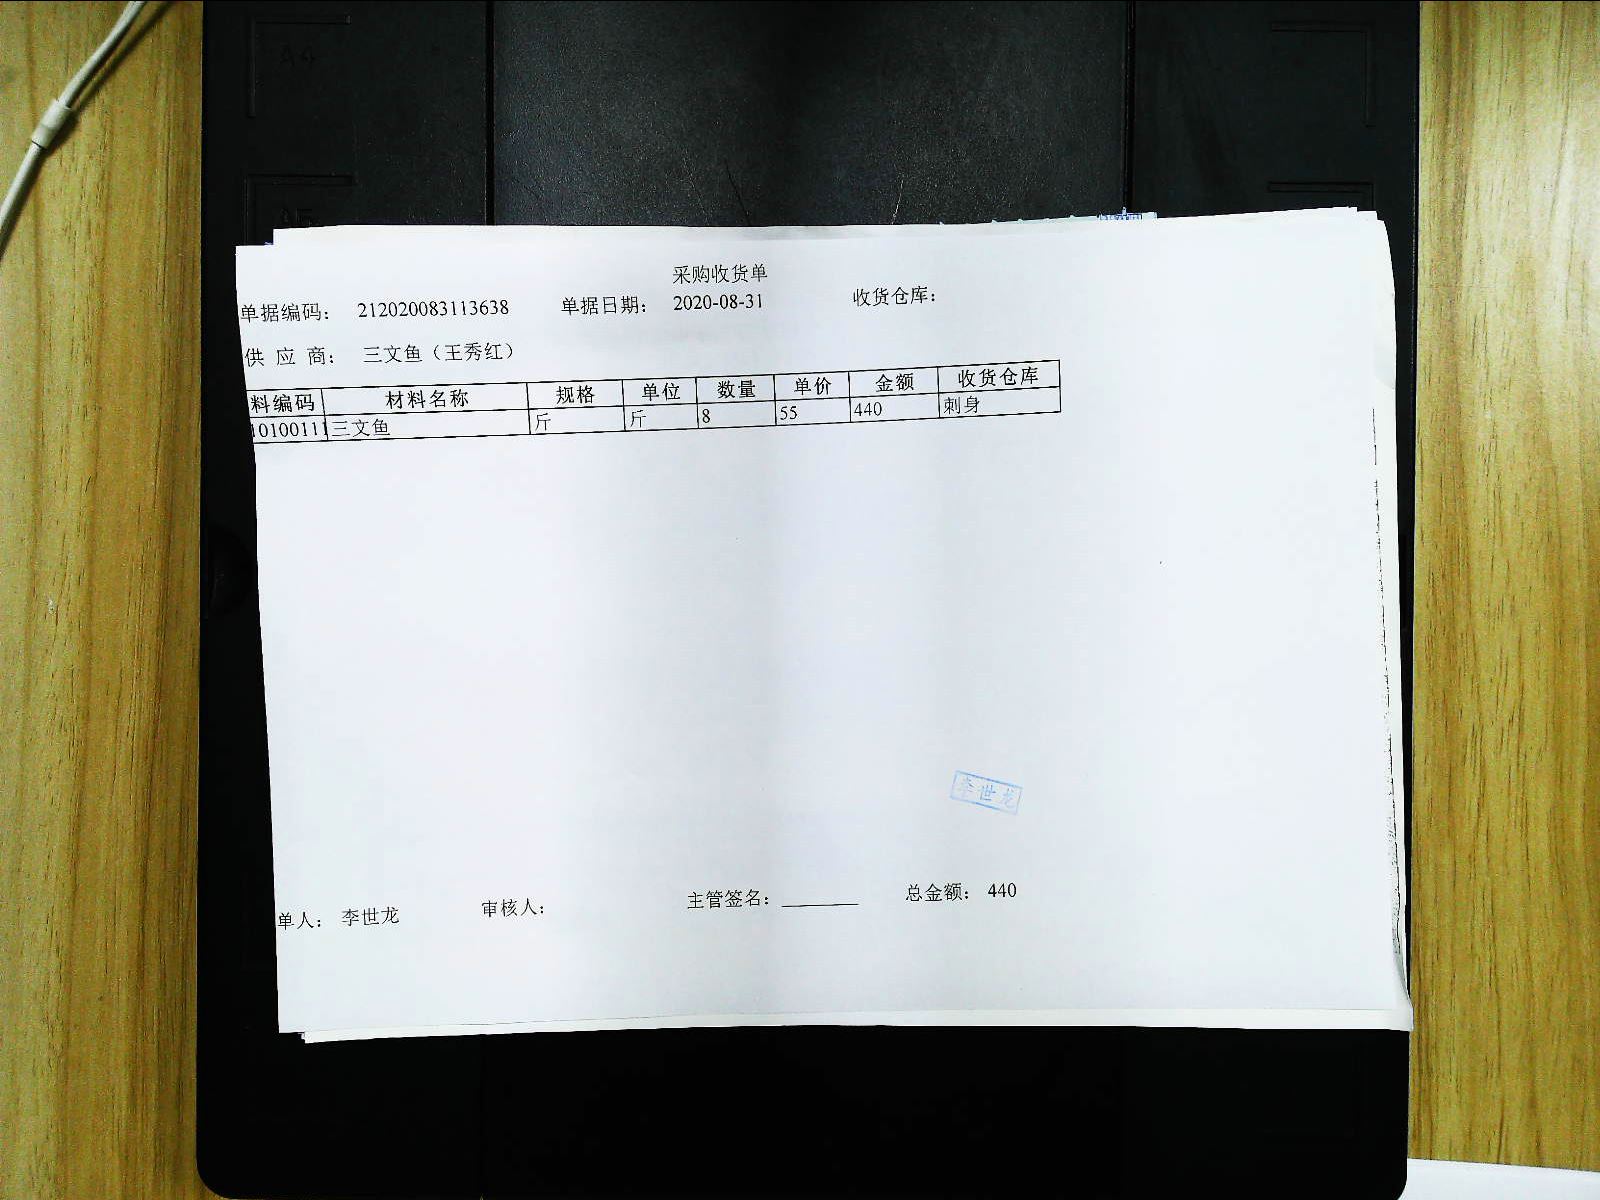 采购收货单
单据编码： 212020083113638 单据日期： 2020-08-31 收货仓库：
供 应 商： 三文鱼（王秀红）
料编码 材料名称 规格 单位 数量 单价 金额 收货仓库
10100111 三文鱼 斤 斤 8 55 440 刺身
李世龙
单人： 李世龙 审核人： 主管签名： 总金额： 440